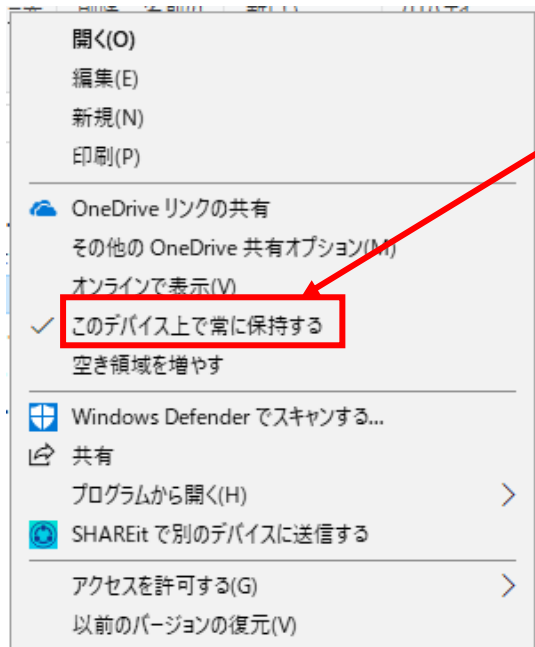 開く(O)
編集(E)
新規(N)
印刷(P)
OneDrive リンクの共有
その他の OneDrive 共有オプション(M)
オンラインで表示(V)
このデバイス上で常に保持する
空き領域を増やす
Windows Defender でスキャンする...
共有
プログラムから開く(H)
SHAREit で別のデバイスに送信する
アクセスを許可する(G)
以前のバージョンの復元(V)